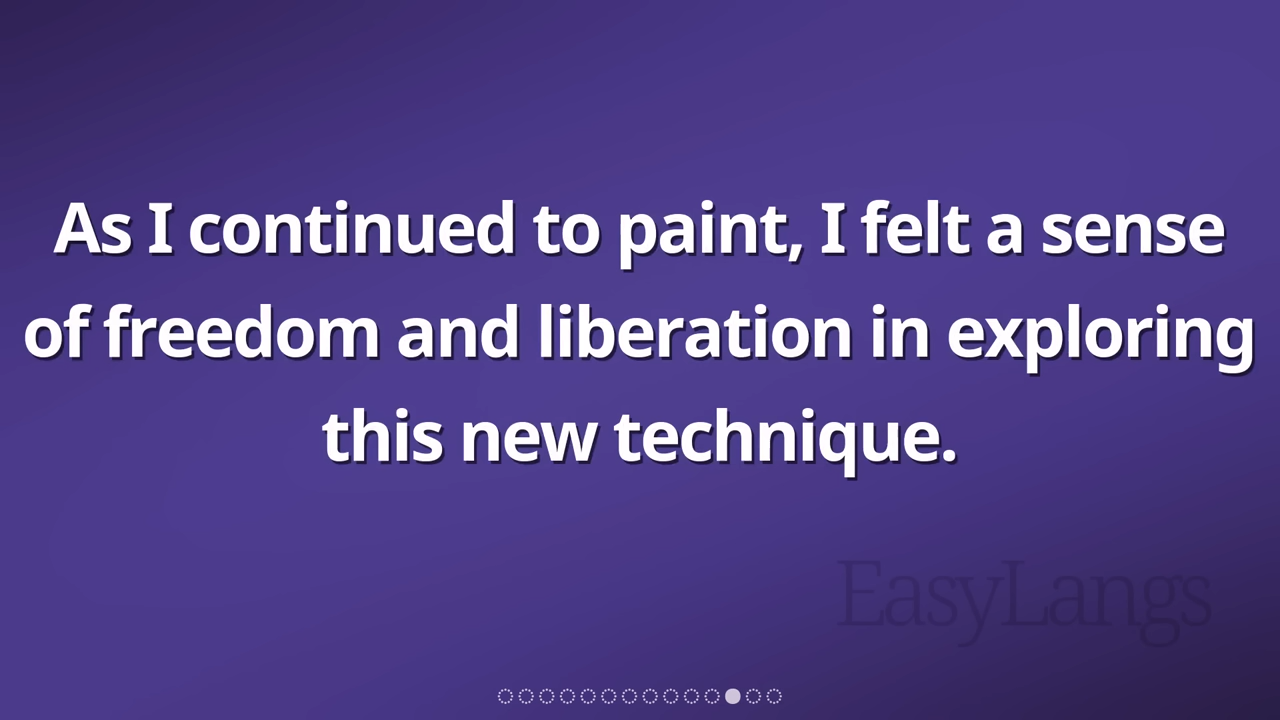 As I continued to paint, I felt a sense
of freedom and liberation in exploring
this new technique.
EasyLangs